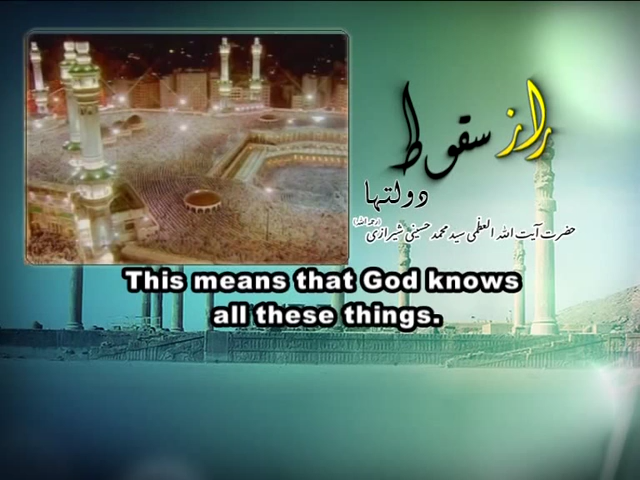 راز سقوط
دولتها
حضرت آیت الله العظمی سید محمد حسینی شیرازی
This means that God knows
all these things.